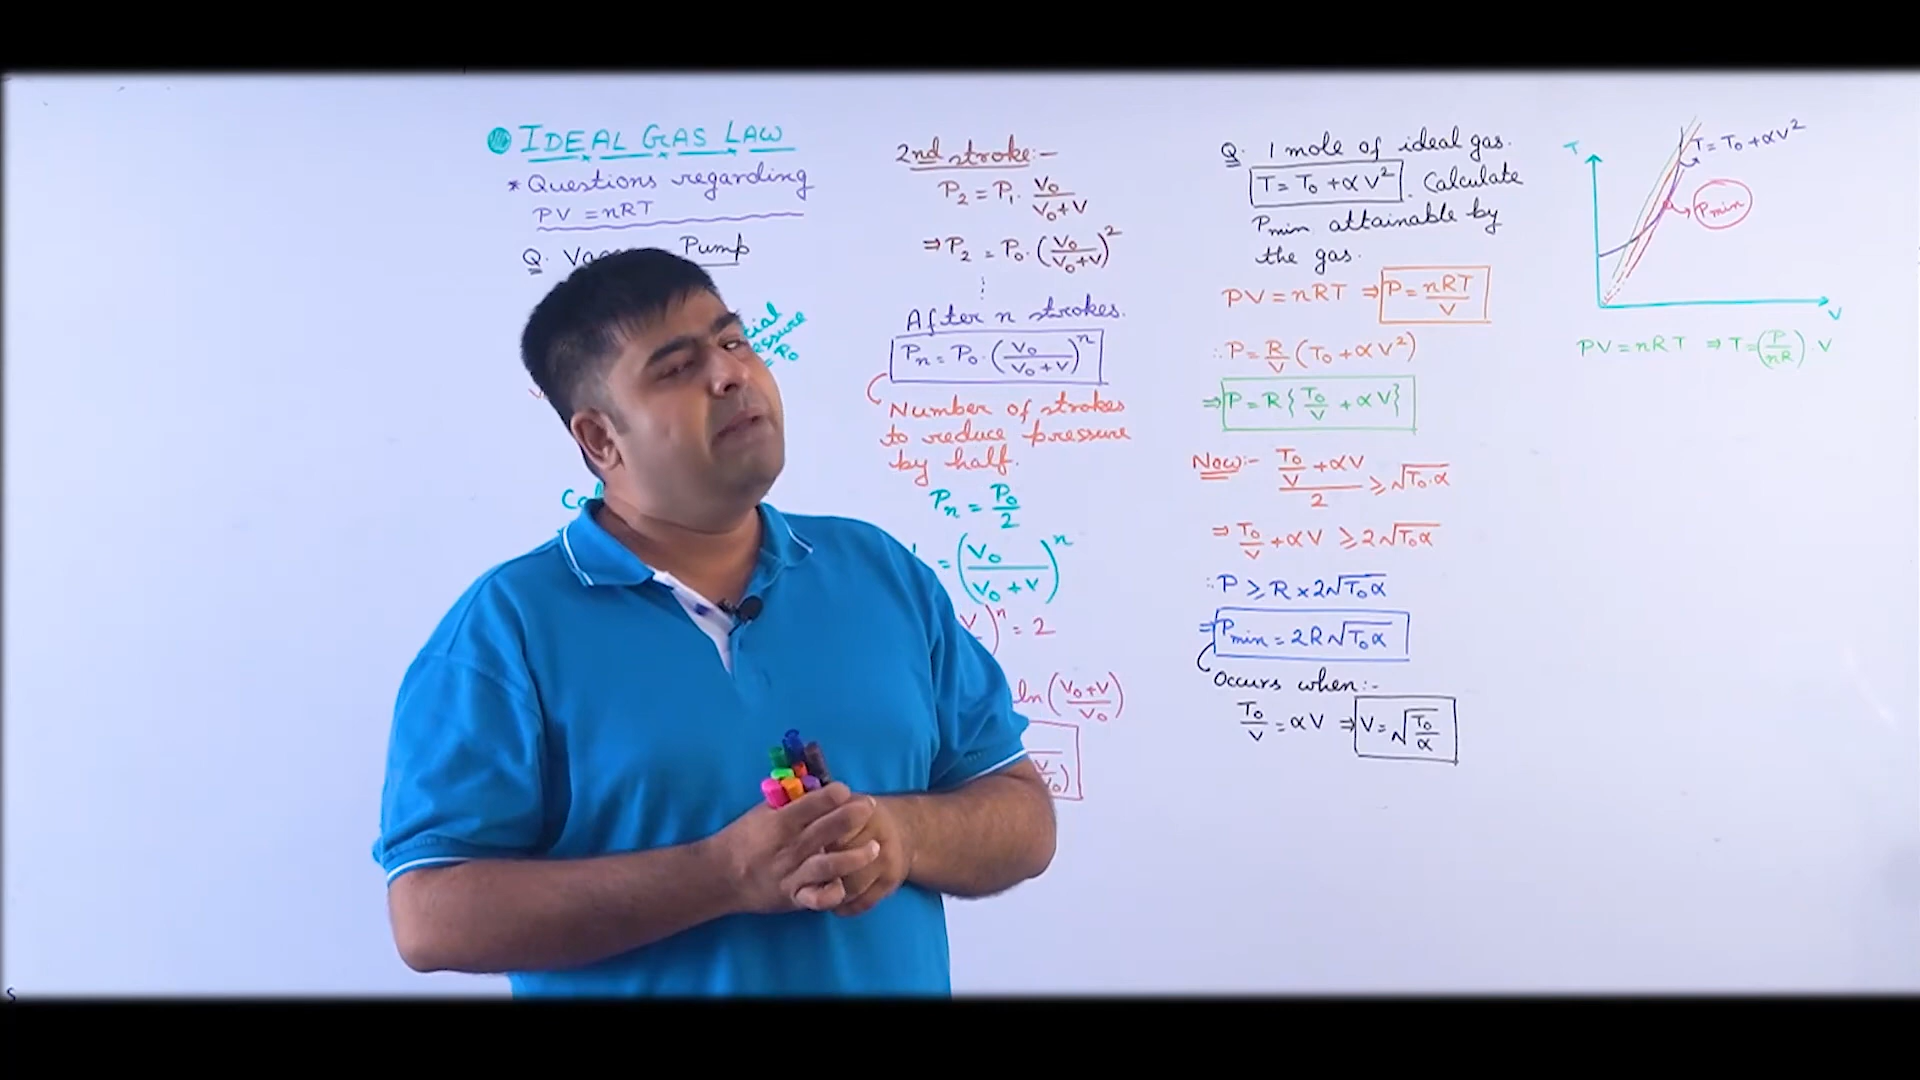 IDEAL GAS LAW
* Questions regarding
PV = nRT
Q. Pump
2nd stroke:-
P₂ = P₁ · V₀/(V₀+V)
⇒ P₂ = P₀ · (V₀/(V₀+V))²
After n strokes.
Pₙ = P₀ · (V₀/(V₀+V))ⁿ
Number of strokes
to reduce pressure
by half.
Pₙ = P₀/2
= (V₀/(V₀+V))ⁿ
)ⁿ = 2
ln((V₀+V)/V₀)
Q. 1 mole of ideal gas.
T = T₀ + αV². Calculate
Pmin attainable by
the gas.
PV = nRT ⇒ P = nRT/V
∴ P = R/V (T₀ + αV²)
⇒ P = R{T₀/V + αV}
Now:- (T₀/V + αV)/2 ≥ √(T₀·α)
⇒ T₀/V + αV ≥ 2√(T₀α)
∴ P ≥ R × 2√(T₀α)
⇒ Pmin = 2R√(T₀α)
Occurs when:-
T₀/V = αV ⇒ V = √(T₀/α)
T
T = T₀ + αV²
Pmin
V
PV = nRT ⇒ T = (P/nR) · V